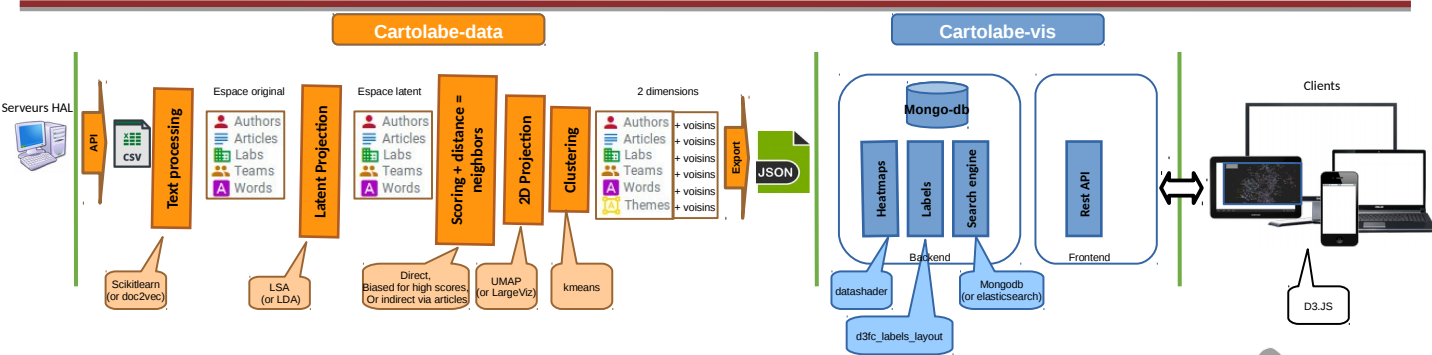 Cartolabe-data
Cartolabe-vis
Serveurs HAL
API
CSV
Text processing
Scikitlearn
(or doc2vec)
Espace original
Authors
Articles
Labs
Teams
Words
Latent Projection
LSA
(or LDA)
Espace latent
Authors
Articles
Labs
Teams
Words
Scoring + distance =
neighbors
Direct,
Biased for high scores,
Or indirect via articles
2D Projection
UMAP
(or LargeViz)
Clustering
kmeans
2 dimensions
Authors + voisins
Articles + voisins
Labs + voisins
Teams + voisins
Words + voisins
Themes + voisins
Export
JSON
Mongo-db
Heatmaps
Labels
Search engine
Backend
datashader
d3fc_labels_layout
Mongodb
(or elasticsearch)
Rest API
Frontend
Clients
D3.JS